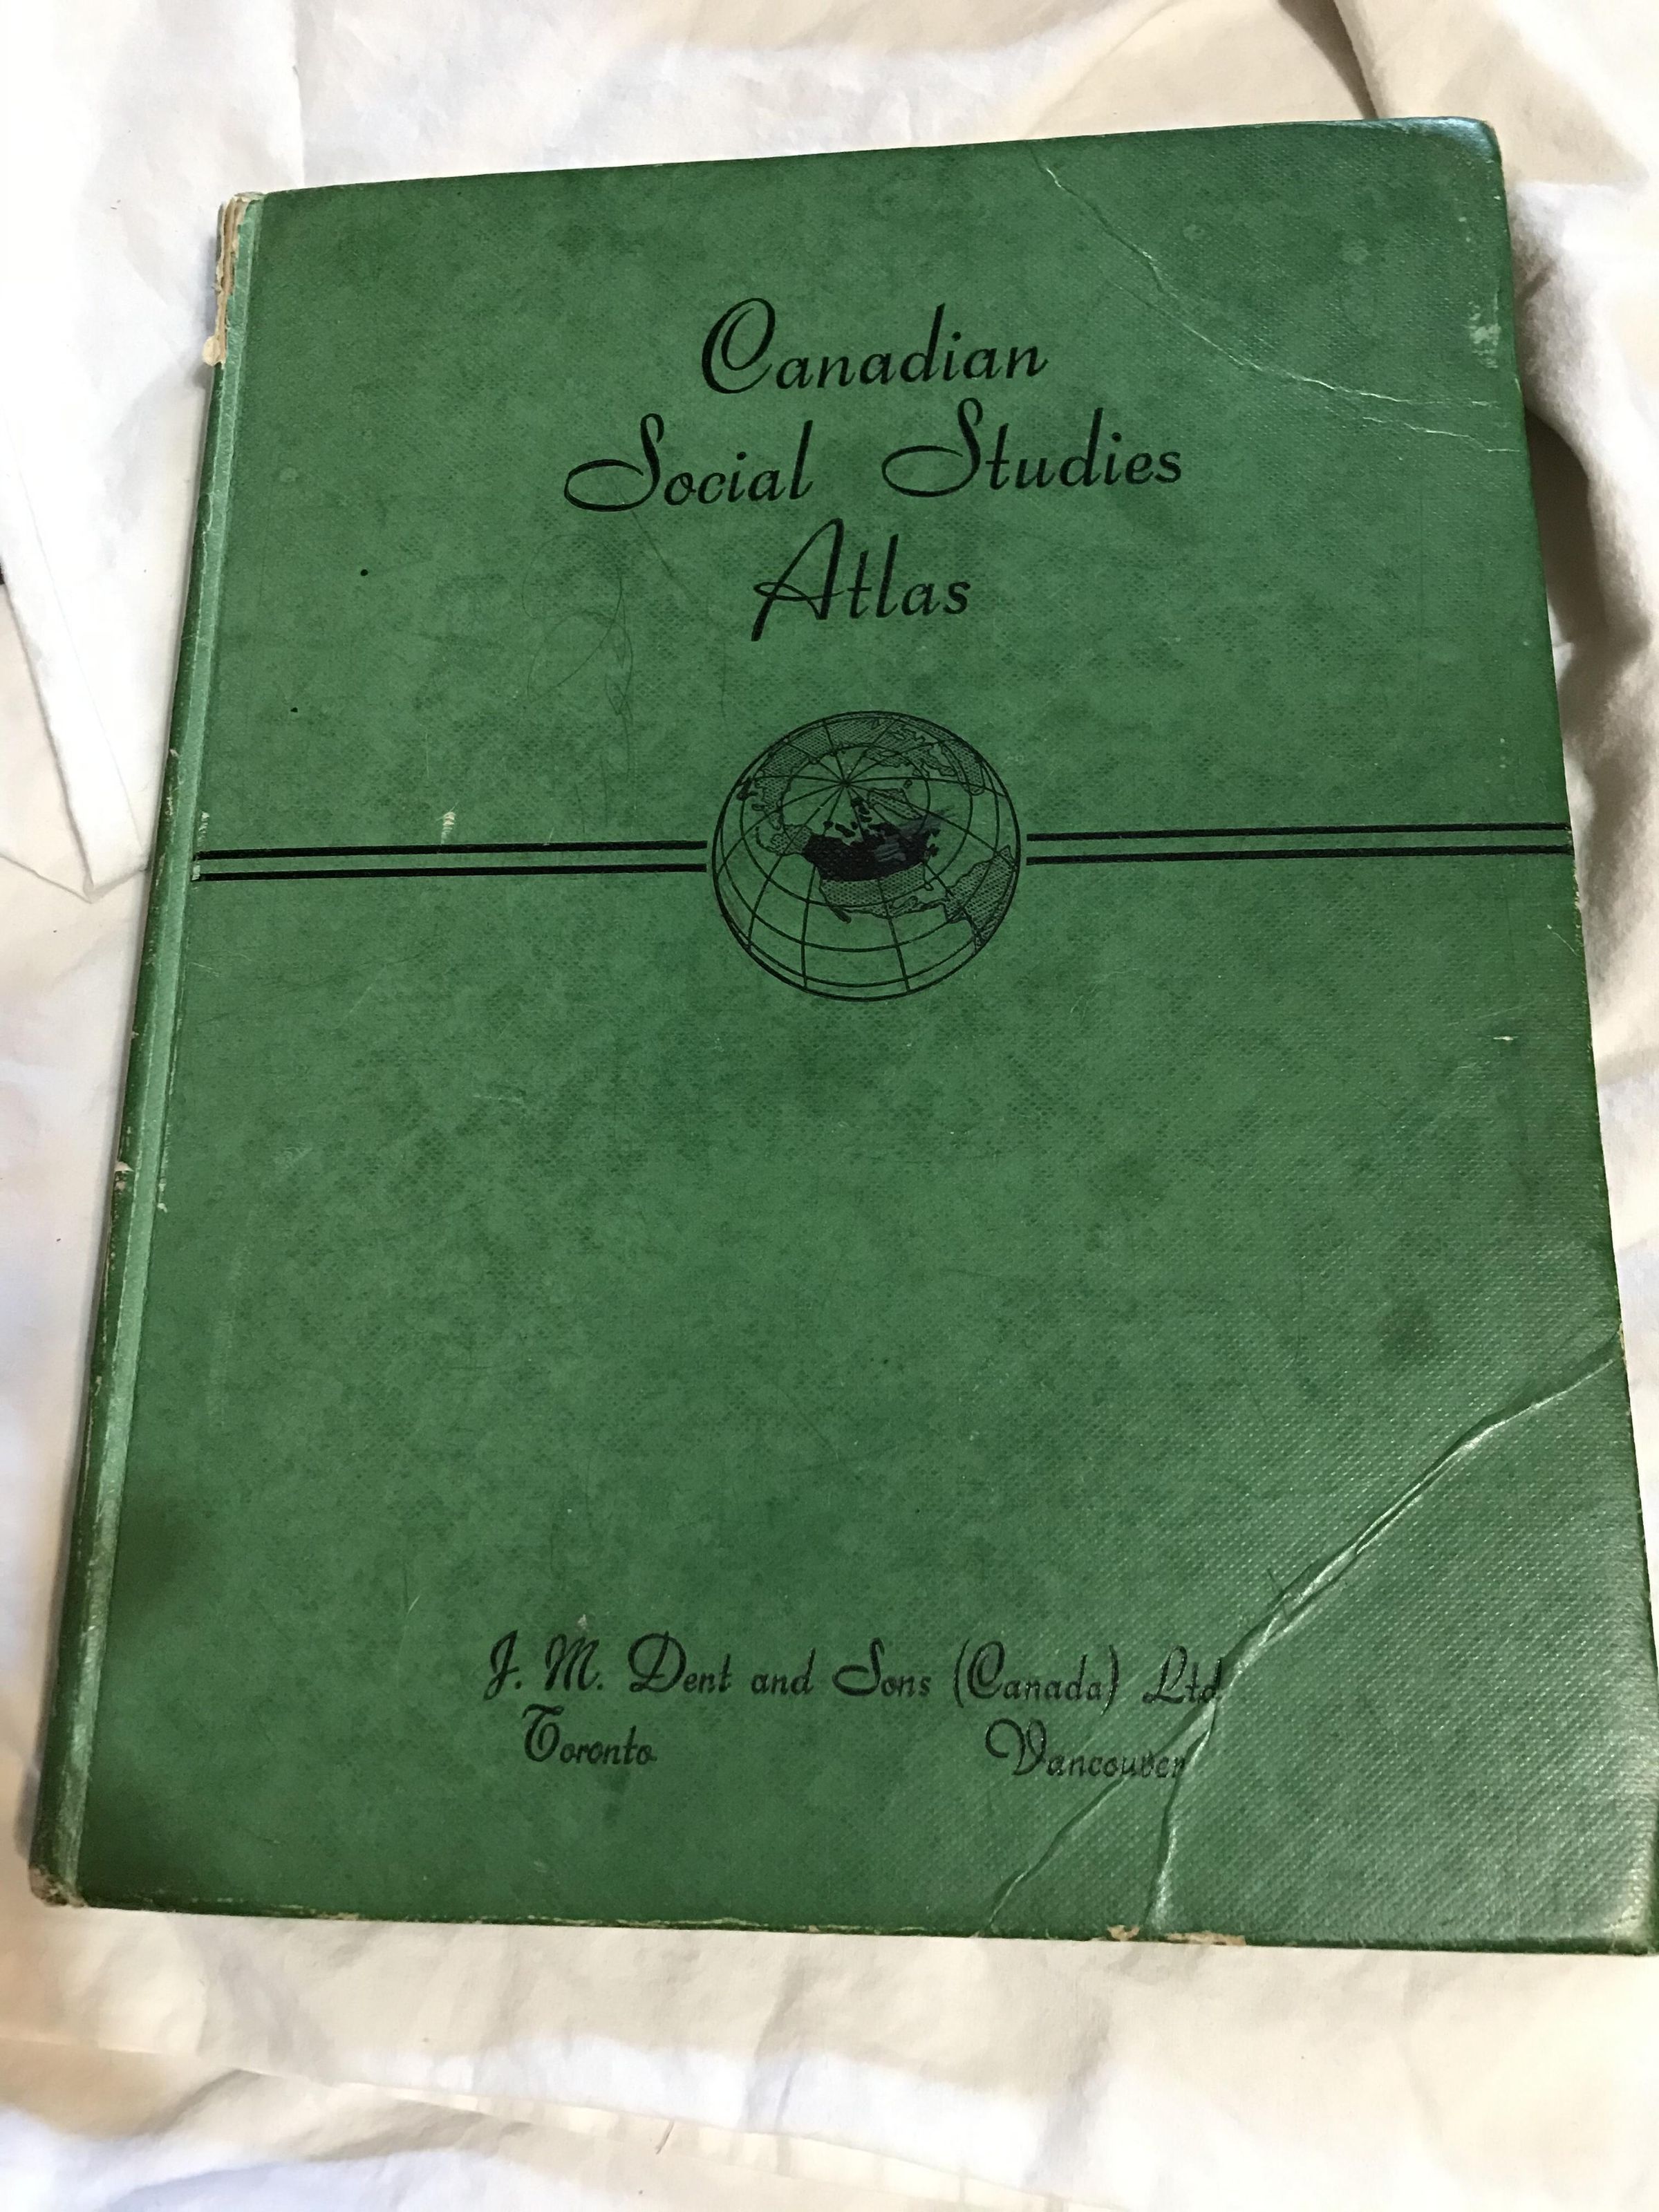 Canadian
Social Studies
Atlas
J. M. Dent and Sons (Canada) Ltd.
Toronto Vancouver